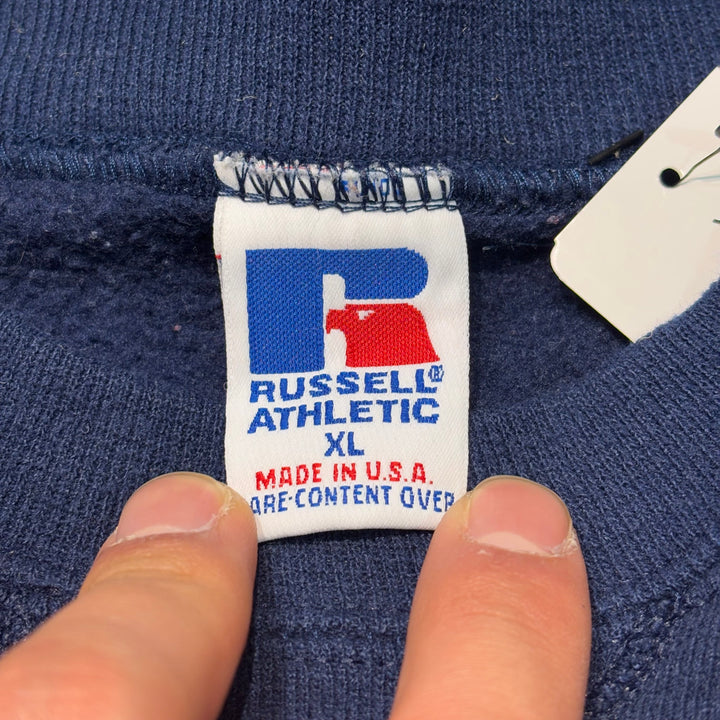 RUSSELL®
ATHLETIC
XL
MADE IN U.S.A.
ARE-CONTENT OVER